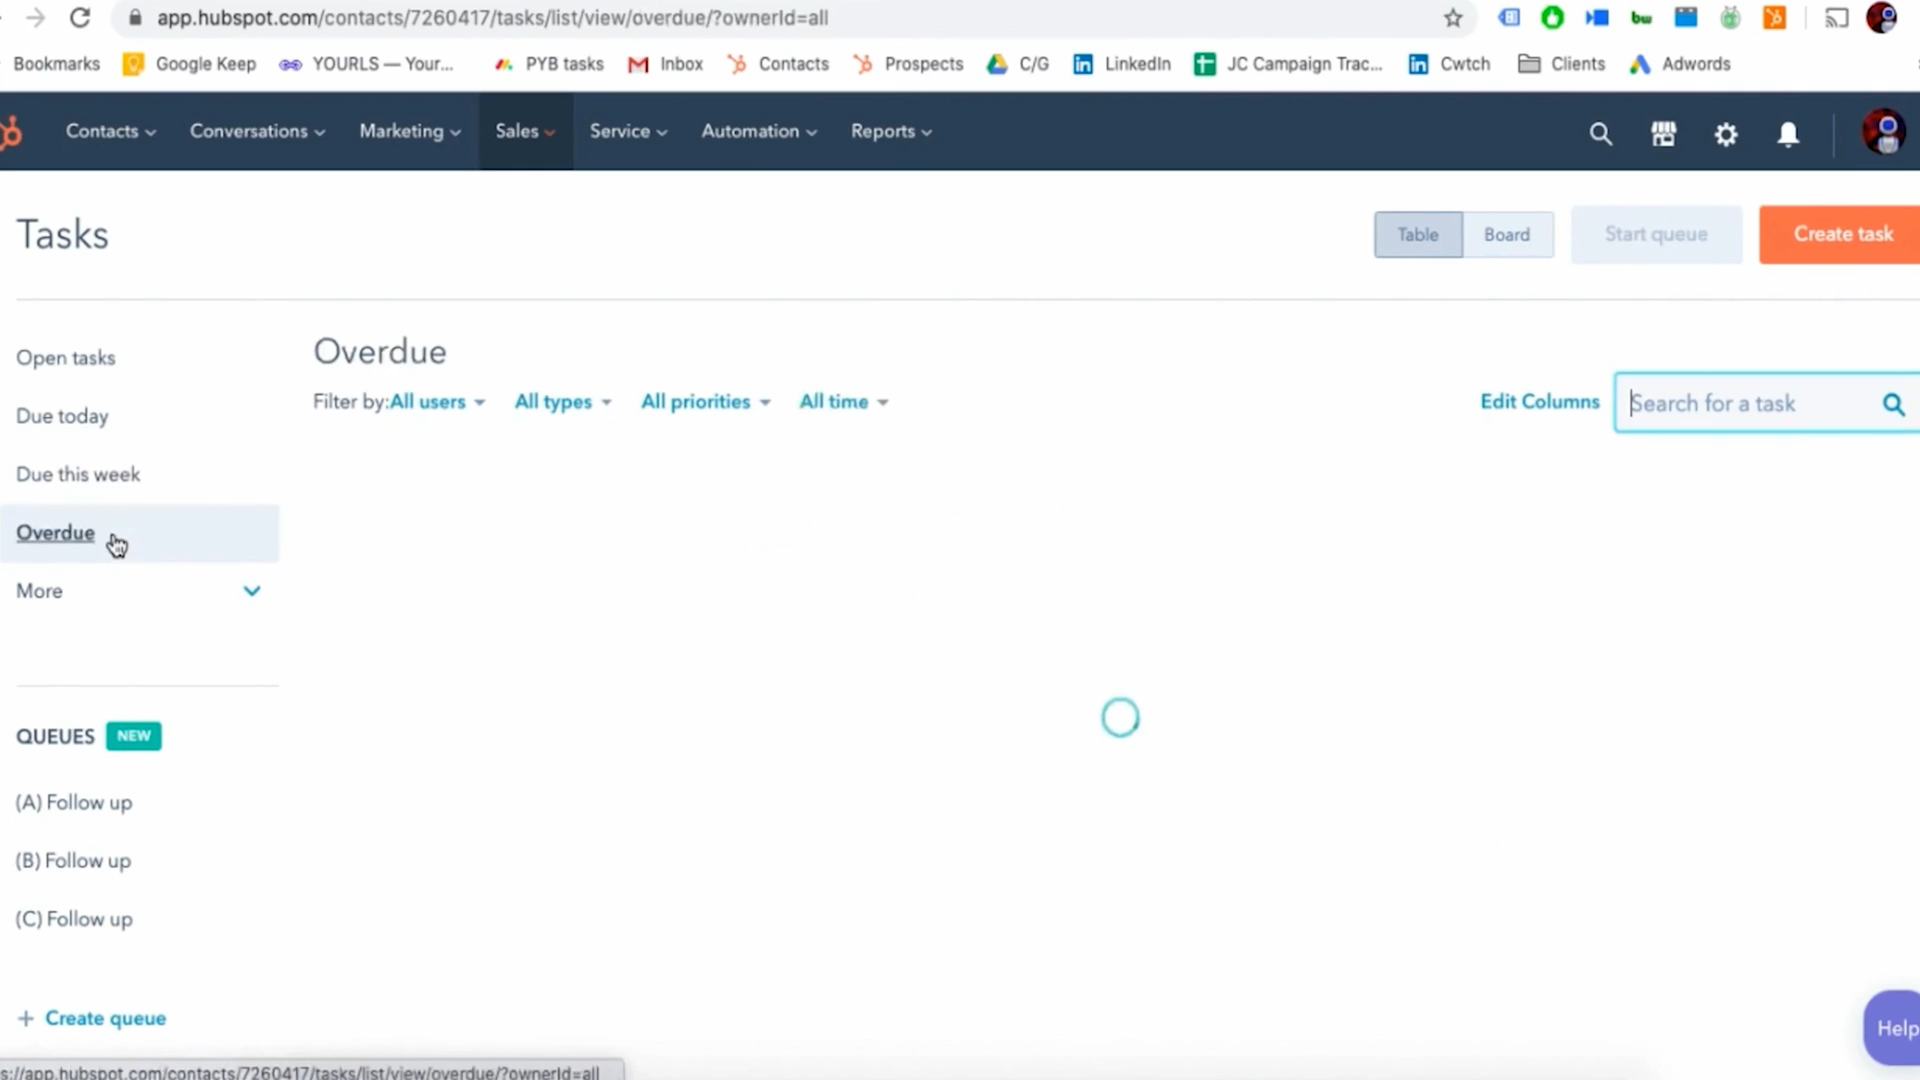 app.hubspot.com/contacts/7260417/tasks/list/view/overdue/?ownerId=all
bw
Bookmarks Google Keep YOURLS — Your... PYB tasks Inbox Contacts Prospects C/G LinkedIn JC Campaign Trac... Cwtch Clients Adwords
Contacts Conversations Marketing Sales Service Automation Reports
Tasks
Table Board Start queue Create task
Open tasks
Due today
Due this week
Overdue
More
QUEUES NEW
(A) Follow up
(B) Follow up
(C) Follow up
+ Create queue
Overdue
Filter by: All users All types All priorities All time
Edit Columns Search for a task
Help
s://app.hubspot.com/contacts/7260417/tasks/list/view/overdue/?ownerId=all